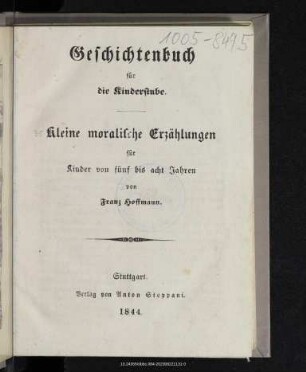 1005-8495
Geschichtenbuch
für
die Kinderstube.
Kleine moralische Erzählungen
für
Kinder von fünf bis acht Jahren
von
Franz Hoffmann.
Stuttgart.
Verlag von Anton Stoppani.
1844.